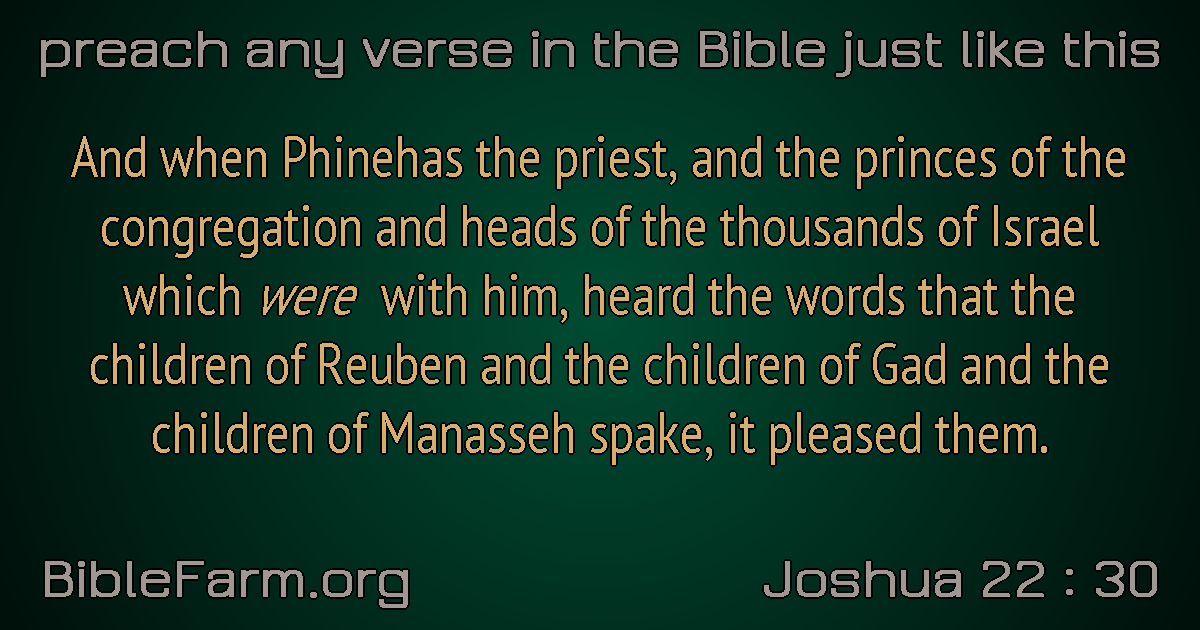 preach any verse in the Bible just like this
And when Phinehas the priest, and the princes of the
congregation and heads of the thousands of Israel
which were with him, heard the words that the
children of Reuben and the children of Gad and the
children of Manasseh spake, it pleased them.
BibleFarm.org
Joshua 22 : 30